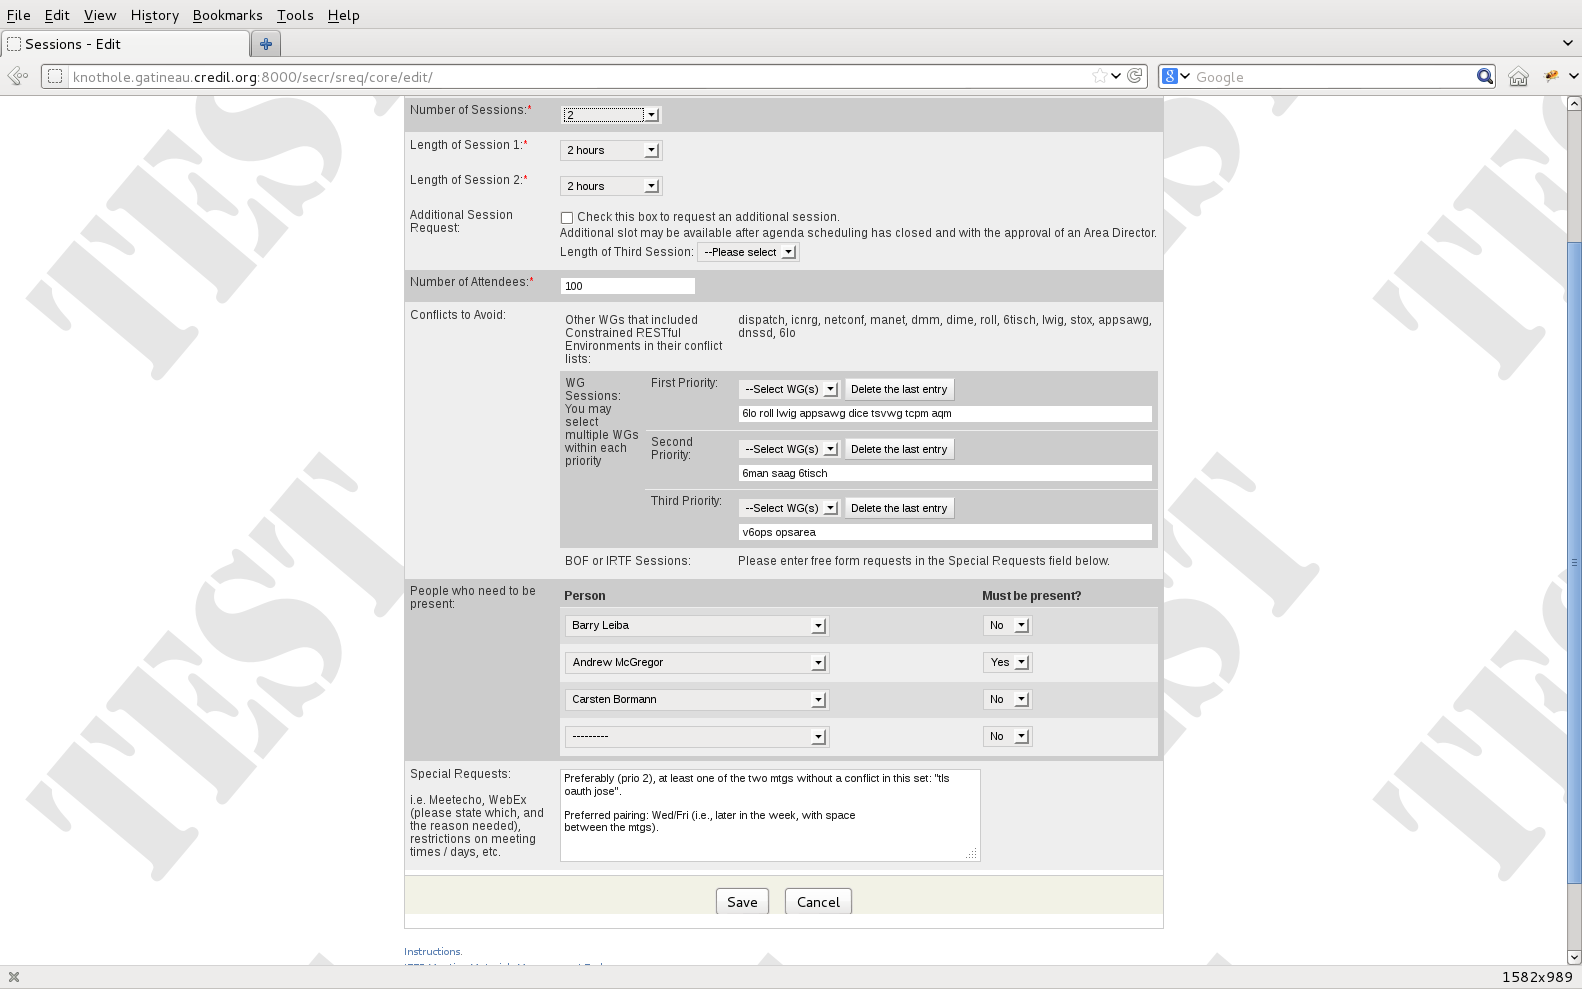 File Edit View History Bookmarks Tools Help
Sessions - Edit
knothole.gatineau.credil.org:8000/secr/sreq/core/edit/
8 Google
TEST
TEST
TEST
TEST
Number of Sessions:* 2
Length of Session 1:* 2 hours
Length of Session 2:* 2 hours
Additional Session
Request:
Check this box to request an additional session.
Additional slot may be available after agenda scheduling has closed and with the approval of an Area Director.
Length of Third Session: --Please select
Number of Attendees:* 100
Conflicts to Avoid:
Other WGs that included
Constrained RESTful
Environments in their conflict
lists:
dispatch, icnrg, netconf, manet, dmm, dime, roll, 6tisch, lwig, stox, appsawg,
dnssd, 6lo
WG
Sessions:
You may
select
multiple WGs
within each
priority
First Priority: --Select WG(s) Delete the last entry
6lo roll lwig appsawg dice tsvwg tcpm aqm
Second
Priority:
--Select WG(s) Delete the last entry
6man saag 6tisch
Third Priority: --Select WG(s) Delete the last entry
v6ops opsarea
BOF or IRTF Sessions: Please enter free form requests in the Special Requests field below.
People who need to be
present:
Person Must be present?
Barry Leiba No
Andrew McGregor Yes
Carsten Bormann No
--------- No
Special Requests:
i.e. Meetecho, WebEx
(please state which, and
the reason needed),
restrictions on meeting
times / days, etc.
Preferably (prio 2), at least one of the two mtgs without a conflict in this set: "tls
oauth jose".
Preferred pairing: Wed/Fri (i.e., later in the week, with space
between the mtgs).
Save Cancel
Instructions.
1582x989